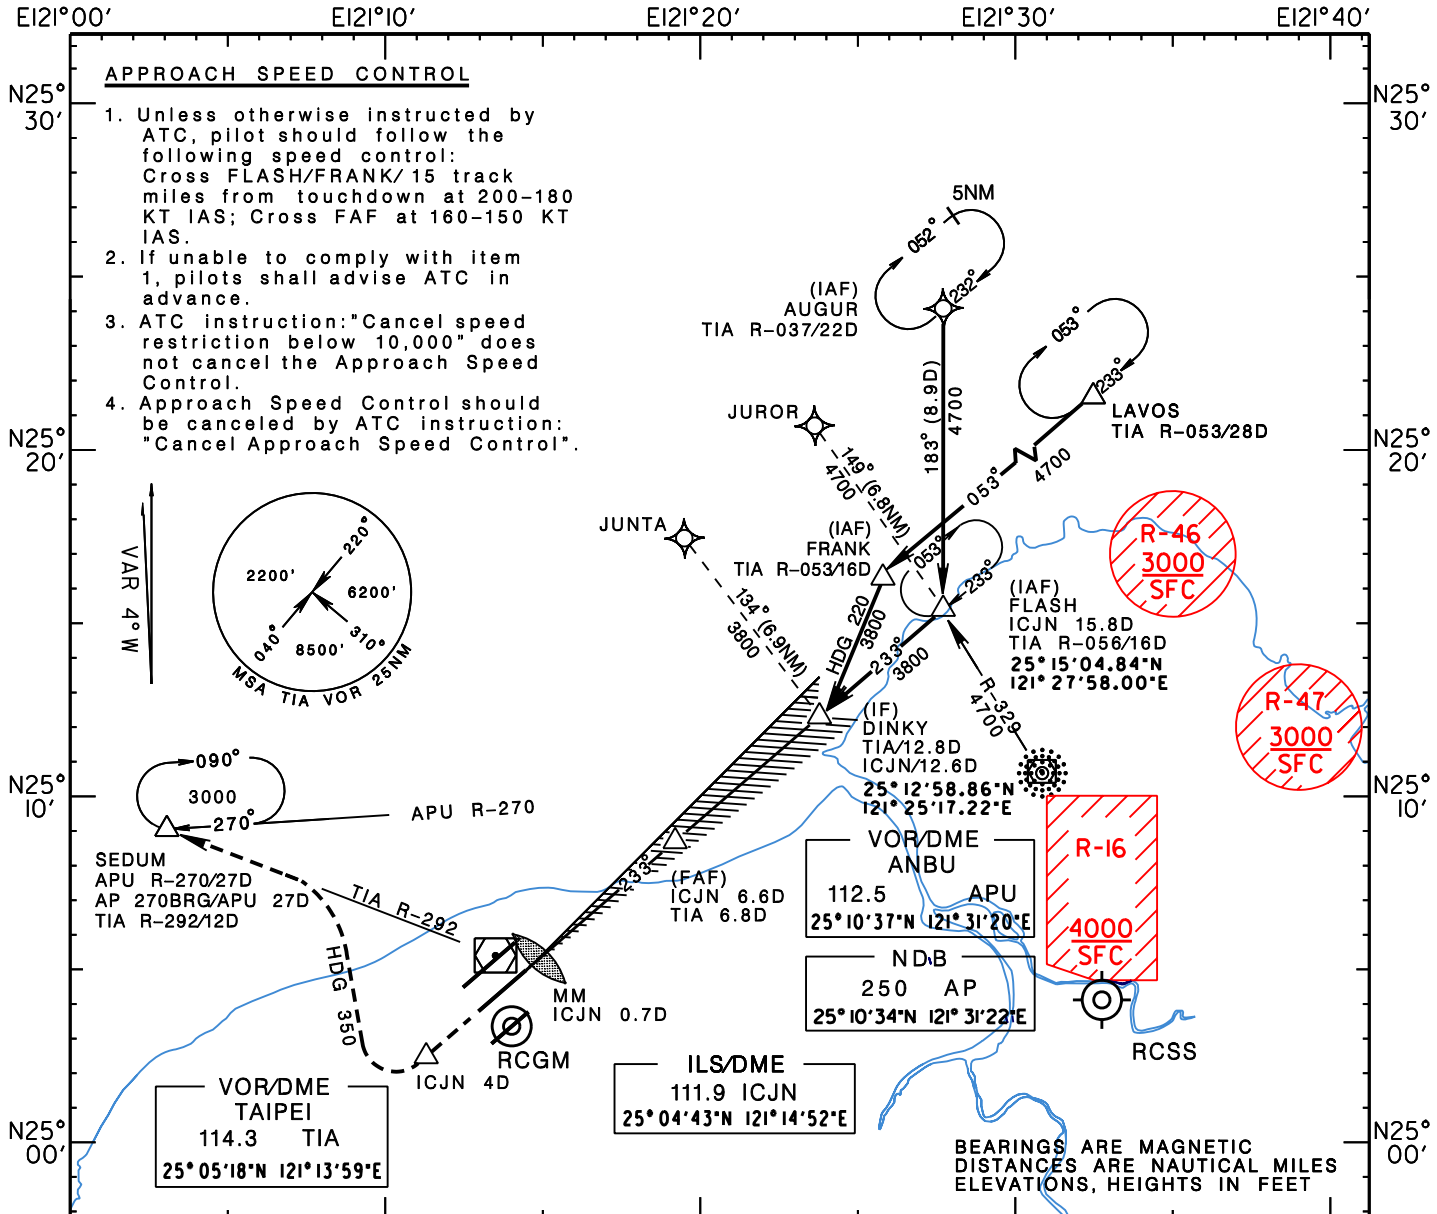 E121°00′
E121°10′
E121°20′
E121°30′
E121°40′
N25°
30′
N25°
30′
APPROACH SPEED CONTROL
1. Unless otherwise instructed by
ATC, pilot should follow the
following speed control:
Cross FLASH/FRANK/ 15 track
miles from touchdown at 200-180
KT IAS; Cross FAF at 160-150 KT
IAS.
2. If unable to comply with item
1, pilots shall advise ATC in
advance.
3. ATC instruction:"Cancel speed
restriction below 10,000" does
not cancel the Approach Speed
Control.
4. Approach Speed Control should
be canceled by ATC instruction:
"Cancel Approach Speed Control".
5NM
052°
232°
(IAF)
AUGUR
TIA R-037/22D
183° (8.9D)
4700
053°
233°
LAVOS
TIA R-053/28D
053°
4700
N25°
20′
N25°
20′
JUROR
149° (6.8NM)
4700
JUNTA
134° (6.9NM)
3800
(IAF)
FRANK
TIA R-053/16D
053°
233°
HDG 220
3800
233°
3800
(IAF)
FLASH
ICJN 15.8D
TIA R-056/16D
25°15′04.84"N
121°27′58.00"E
R-329
4700
R-46
3000
SFC
R-47
3000
SFC
VAR 4°W
2200′
220°
6200′
040°
8500′
310°
MSA TIA VOR 25NM
(IF)
DINKY
TIA/12.8D
ICJN/12.6D
25°12′58.86"N
121°25′17.22"E
N25°
10′
N25°
10′
090°
3000
270°
APU R-270
SEDUM
APU R-270/27D
AP 270BRG/APU 27D
TIA R-292/12D
TIA R-292
HDG 350
233°
(FAF)
ICJN 6.6D
TIA 6.8D
VOR/DME
ANBU
112.5 APU
25°10′37"N 121°31′20"E
NDB
250 AP
25°10′34"N 121°31′22"E
R-16
4000
SFC
RCSS
MM
ICJN 0.7D
RCGM
ICJN 4D
ILS/DME
111.9 ICJN
25°04′43"N 121°14′52"E
VOR/DME
TAIPEI
114.3 TIA
25°05′18"N 121°13′59"E
N25°
00′
N25°
00′
BEARINGS ARE MAGNETIC
DISTANCES ARE NAUTICAL MILES
ELEVATIONS, HEIGHTS IN FEET